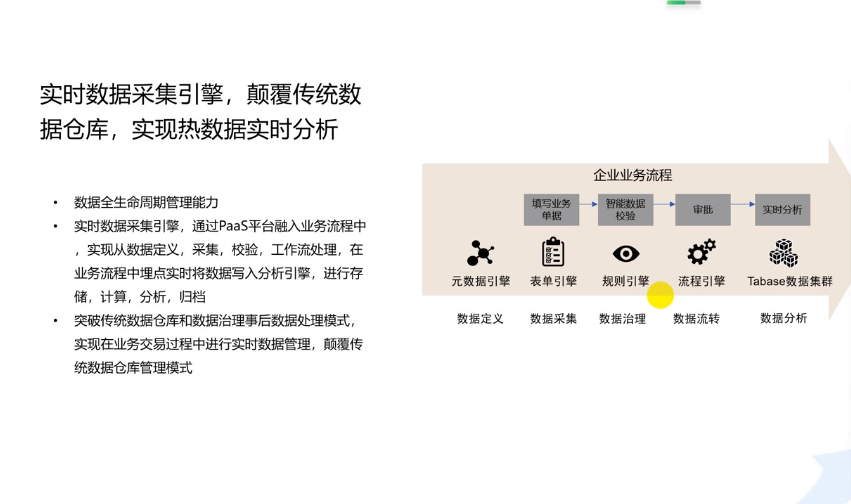 实时数据采集引擎，颠覆传统数
据仓库，实现热数据实时分析
• 数据全生命周期管理能力
• 实时数据采集引擎，通过PaaS平台融入业务流程中
，实现从数据定义，采集，校验，工作流处理，在
业务流程中埋点实时将数据写入分析引擎，进行存
储，计算，分析，归档
• 突破传统数据仓库和数据治理事后数据处理模式，
实现在业务交易过程中进行实时数据管理，颠覆传
统数据仓库管理模式
企业业务流程
填写业务
单据
智能数据
校验
审批
实时分析
元数据引擎
表单引擎
规则引擎
流程引擎
Tabase数据集群
数据定义
数据采集
数据治理
数据流转
数据分析